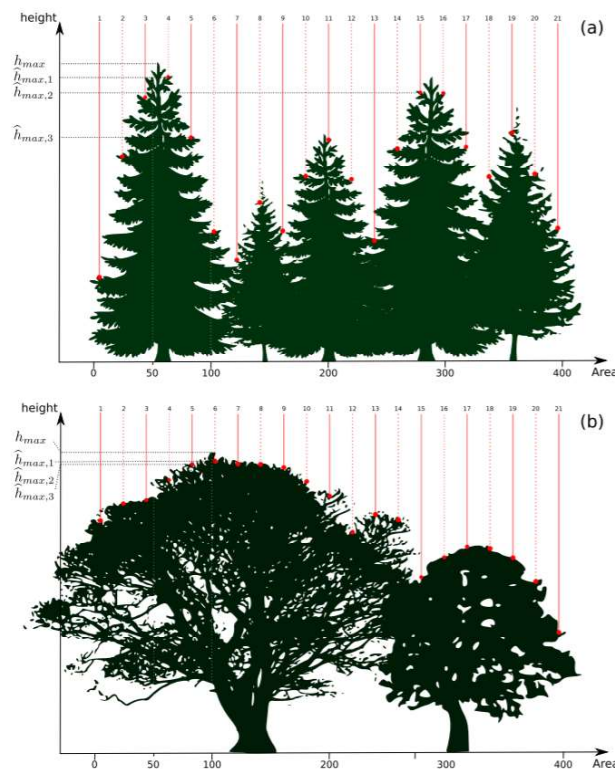 height
1 2 3 4 5 6 7 8 9 10 11 12 13 14 15 16 17 18 19 20 21
(a)
h_max
ĥ_max,1
ĥ_max,2
ĥ_max,3
0 50 100 200 300 400 Area
height
1 2 3 4 5 6 7 8 9 10 11 12 13 14 15 16 17 18 19 20 21
(b)
h_max
ĥ_max,1
ĥ_max,2
ĥ_max,3
0 50 100 200 300 400 Area